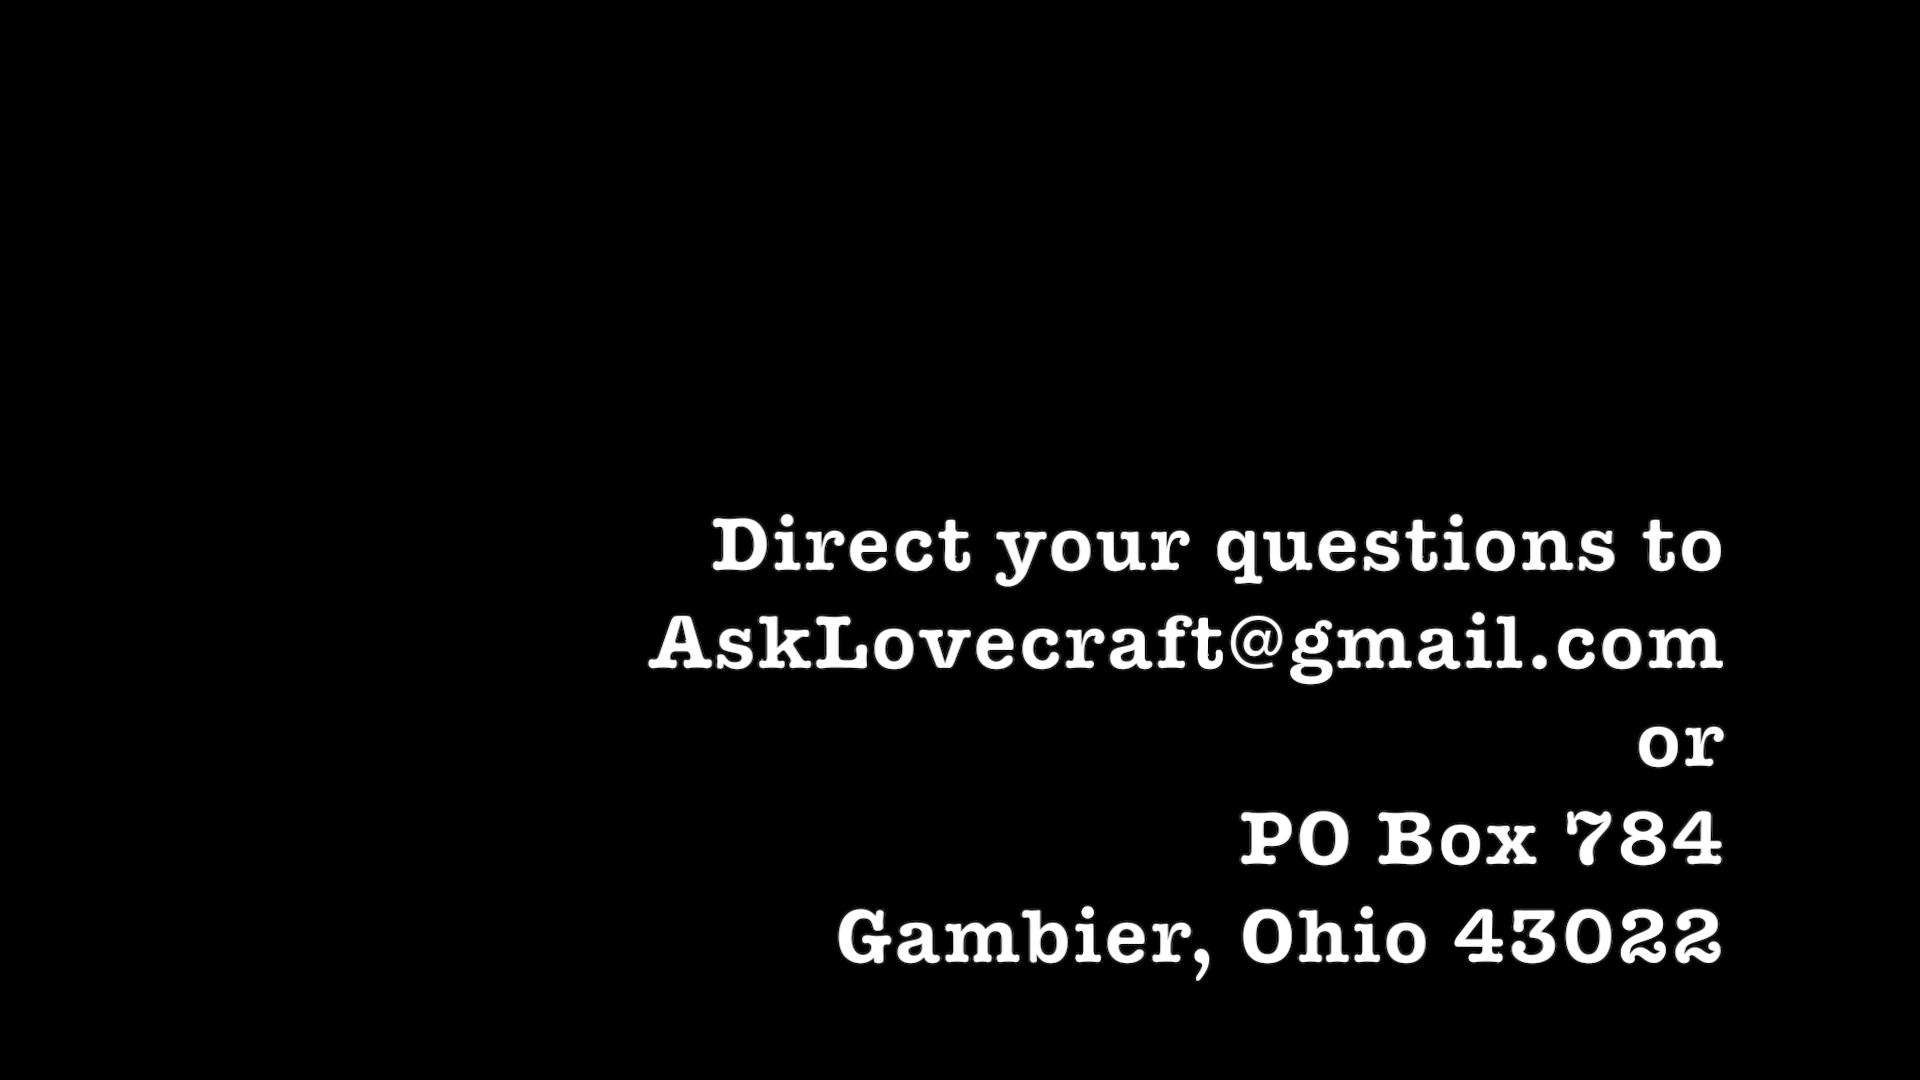 Direct your questions to
AskLovecraft@gmail.com
or
PO Box 784
Gambier, Ohio 43022